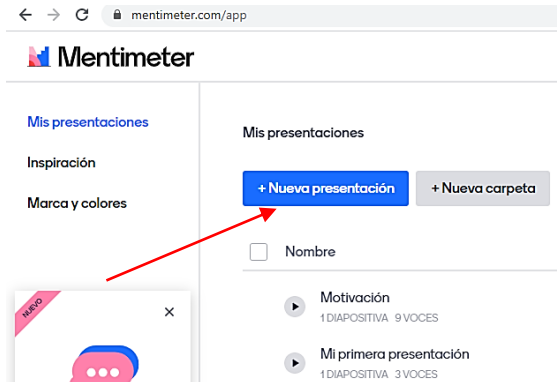 mentimeter.com/app
Mentimeter
Mis presentaciones
Inspiración
Marca y colores
Mis presentaciones
+ Nueva presentación
+ Nueva carpeta
Nombre
Motivación
1 DIAPOSITIVA 9 VOCES
Mi primera presentación
1 DIAPOSITIVA 3 VOCES
NUEVO